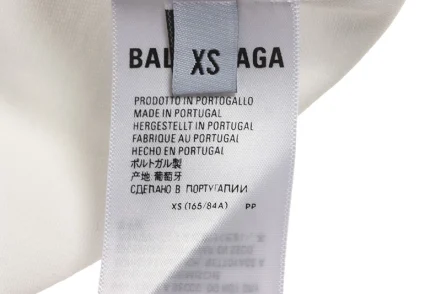 BAL AGA
XS
PRODOTTO IN PORTOGALLO
MADE IN PORTUGAL
HERGESTELLT IN PORTUGAL
FABRIQUE AU PORTUGAL
HECHO EN PORTUGAL
ポルトガル製
产地:葡萄牙
СДЕЛАНО В ПОРТУГАЛИИ
XS (165/84A) PP